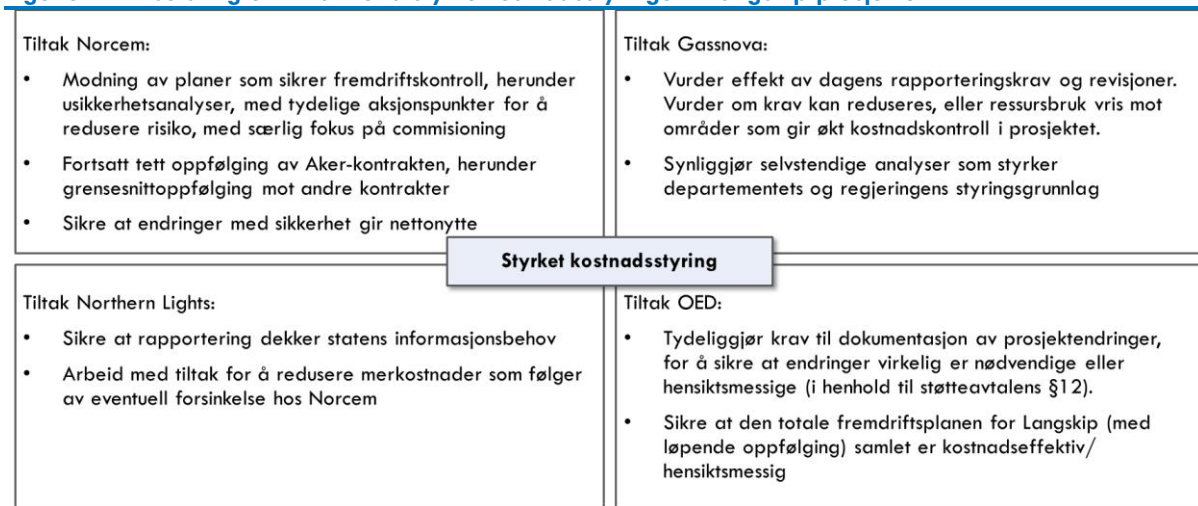 Tiltak Norcem:
• Modning av planer som sikrer fremdriftskontroll, herunder
usikkerhetsanalyser, med tydelige aksjonspunkter for å
redusere risiko, med særlig fokus på commisioning
• Fortsatt tett oppfølging av Aker-kontrakten, herunder
grensesnittoppfølging mot andre kontrakter
• Sikre at endringer med sikkerhet gir nettonytte
Tiltak Gassnova:
• Vurder effekt av dagens rapporteringskrav og revisjoner.
Vurder om krav kan reduseres, eller ressursbruk vris mot
områder som gir økt kostnadskontroll i prosjektet.
• Synliggjør selvstendige analyser som styrker
departementets og regjeringens styringsgrunnlag
Styrket kostnadsstyring
Tiltak Northern Lights:
• Sikre at rapportering dekker statens informasjonsbehov
• Arbeid med tiltak for å redusere merkostnader som følger
av eventuell forsinkelse hos Norcem
Tiltak OED:
• Tydeliggjør krav til dokumentasjon av prosjektendringer,
for å sikre at endringer virkelig er nødvendige eller
hensiktsmessige (i henhold til støtteavtalens §12).
• Sikre at den totale fremdriftsplanen for Langskip (med
løpende oppfølging) samlet er kostnadseffektiv/
hensiktsmessig